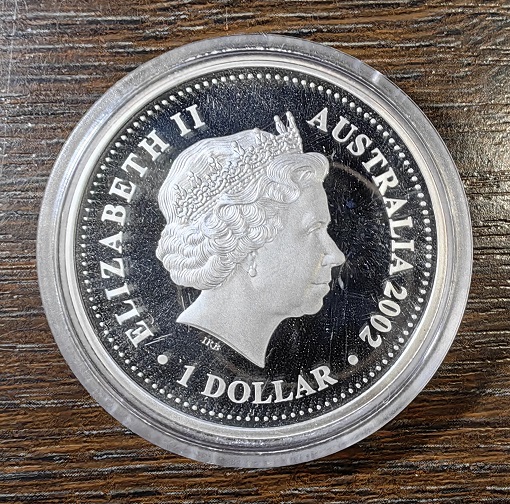 ELIZABETH II
AUSTRALIA 2002
• 1 DOLLAR •
IRB